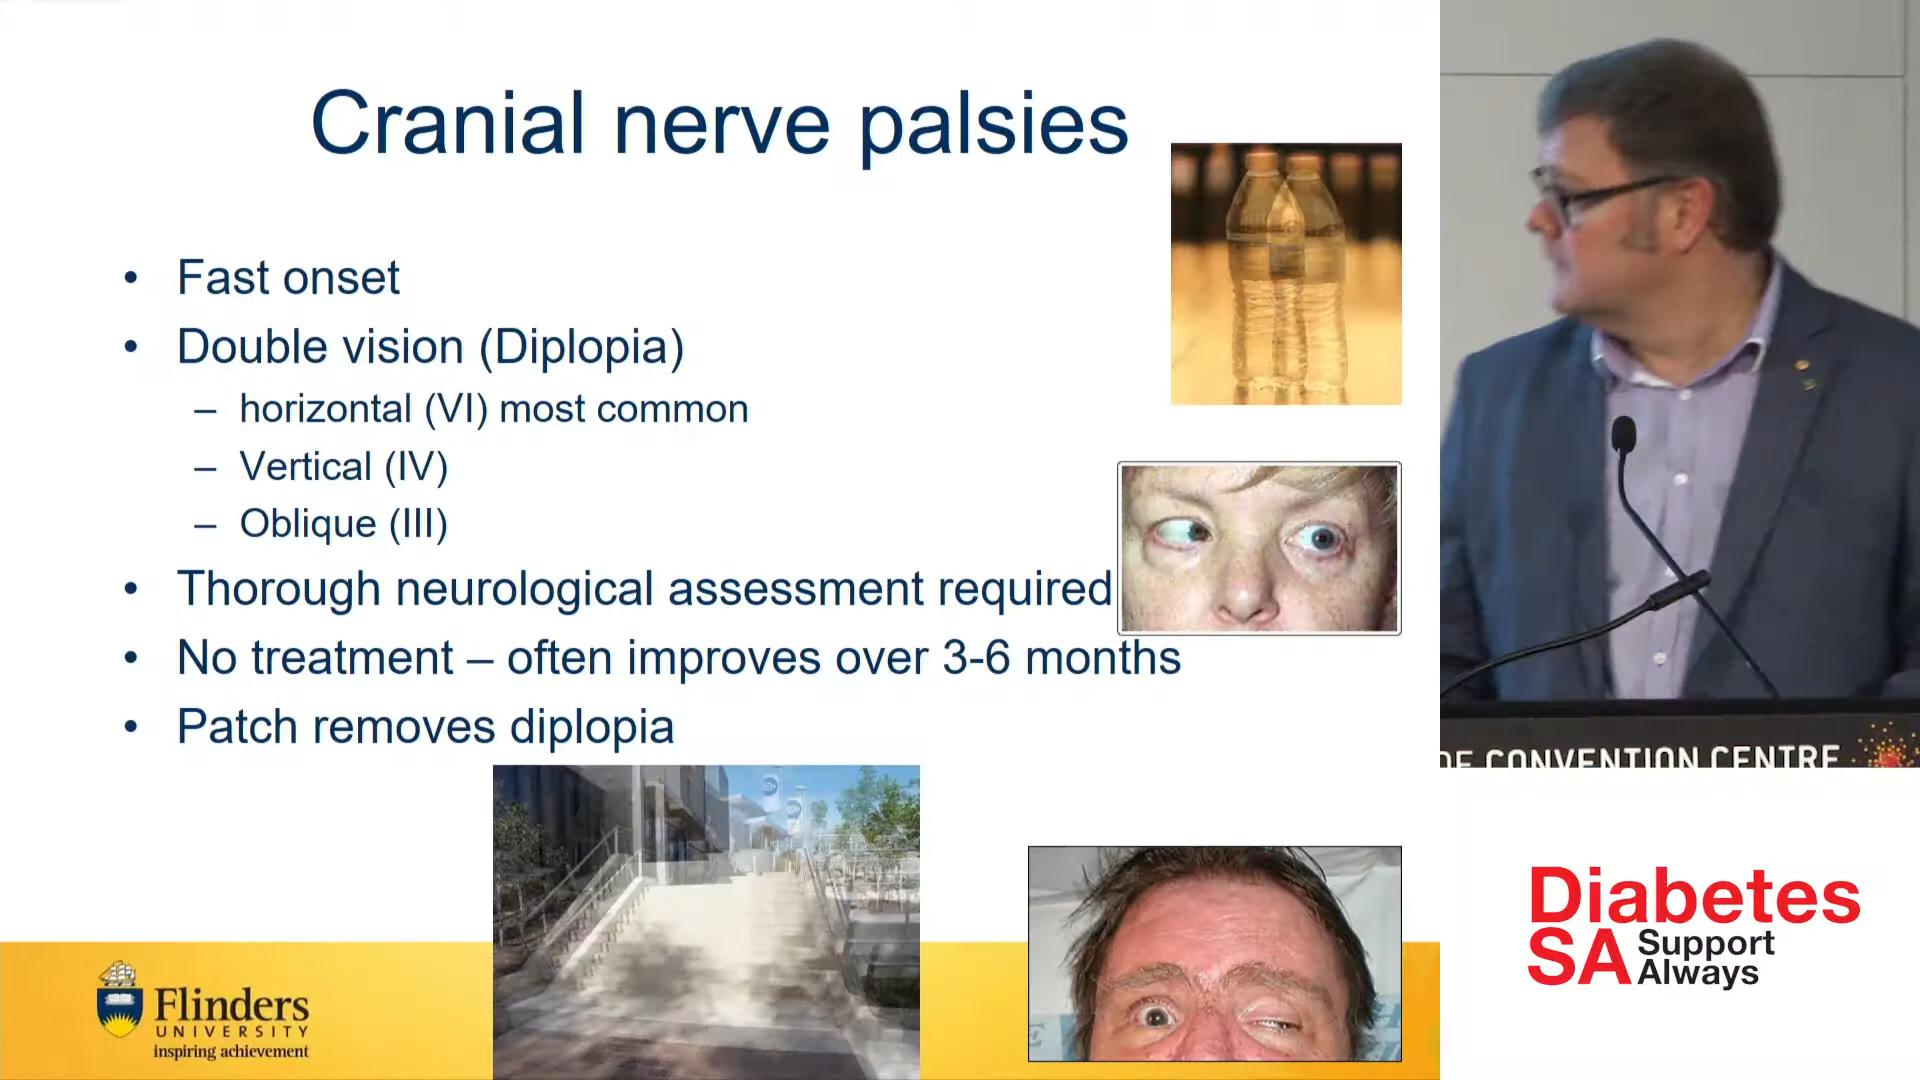 Cranial nerve palsies
• Fast onset
• Double vision (Diplopia)
– horizontal (VI) most common
– Vertical (IV)
– Oblique (III)
• Thorough neurological assessment required
• No treatment – often improves over 3-6 months
• Patch removes diplopia
Flinders
UNIVERSITY
inspiring achievement
DE CONVENTION CENTRE
Diabetes
SA Support
Always